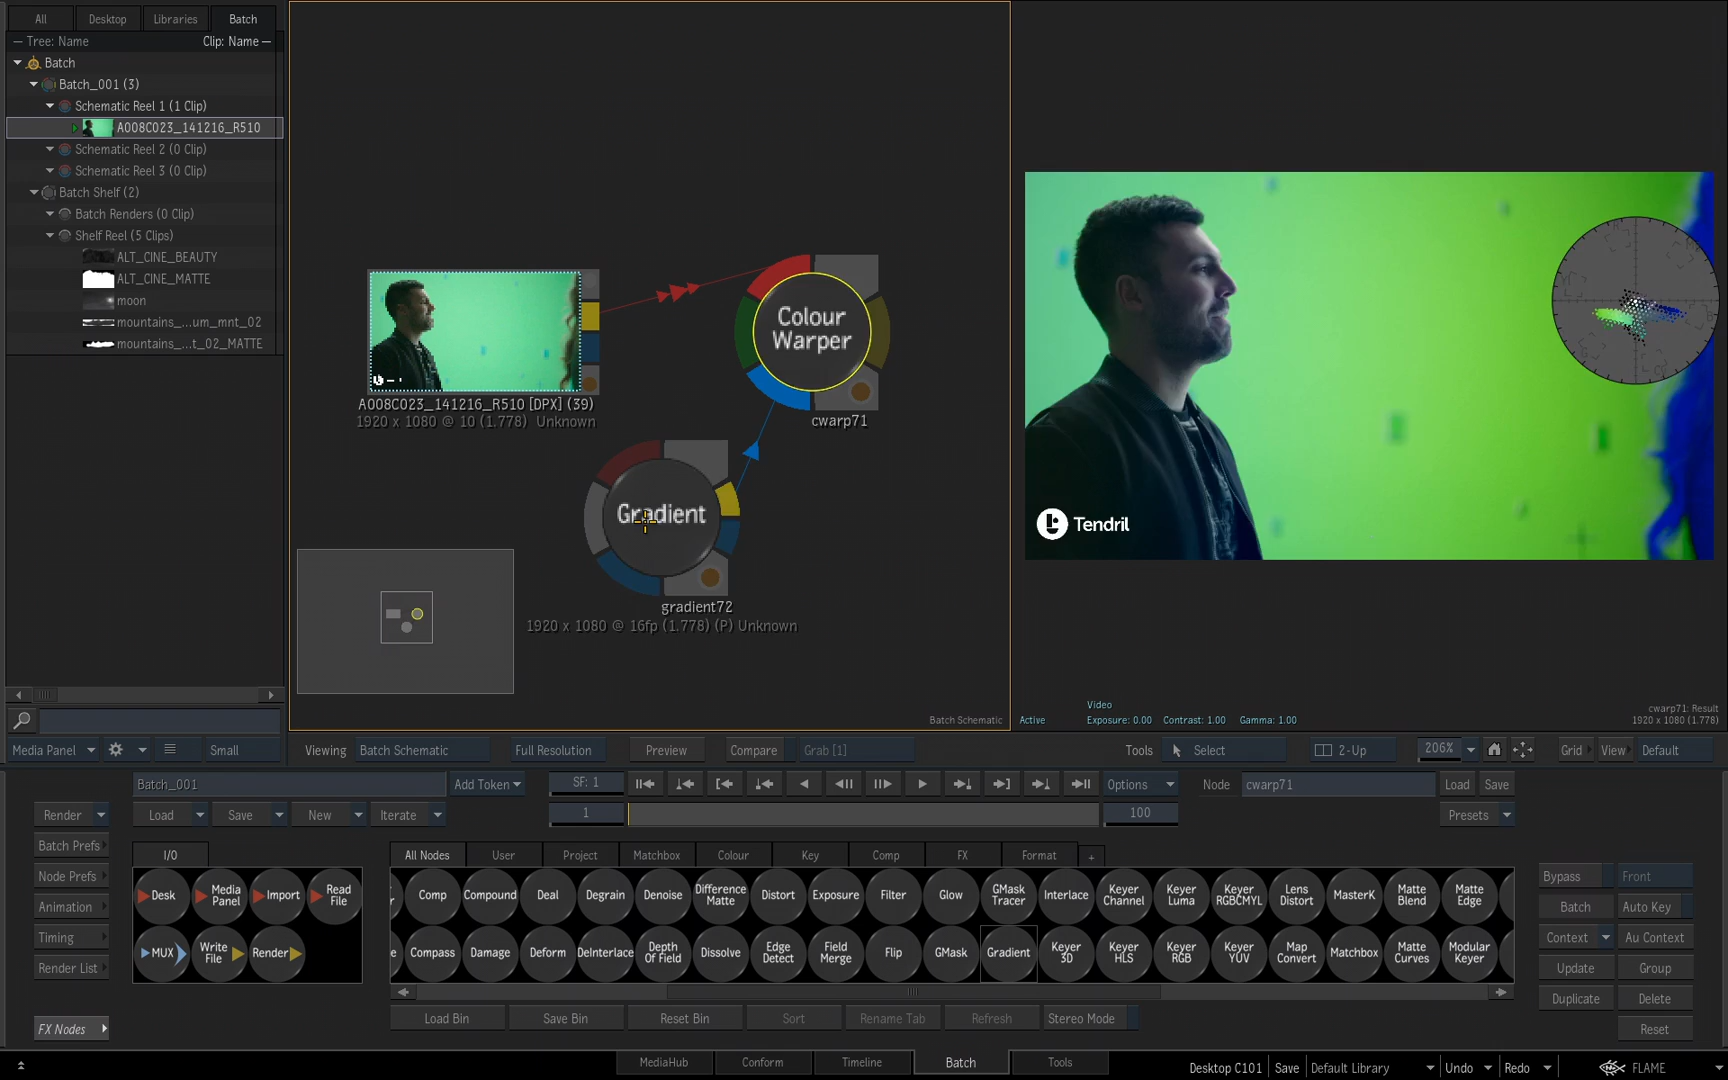 All
Desktop
Libraries
Batch
Tree: Name
Clip: Name
Batch
Batch_001 (3)
Schematic Reel 1 (1 Clip)
A008C023_141216_R510
Schematic Reel 2 (0 Clip)
Schematic Reel 3 (0 Clip)
Batch Shelf (2)
Batch Renders (0 Clip)
Shelf Reel (5 Clips)
ALT_CINE_BEAUTY
ALT_CINE_MATTE
moon
mountains_...um_mnt_02
mountains_...t_02_MATTE
A008C023_141216_R510 [DPX] (39)
1920 x 1080 @ 10 (1.778) Unknown
Colour
Warper
cwarp71
Gradient
gradient72
1920 x 1080 @ 16fp (1.778) (P) Unknown
Batch Schematic
Tendril
Video
Active
Exposure: 0.00
Contrast: 1.00
Gamma: 1.00
cwarp71: Result
1920 x 1080 (1.778)
Media Panel
Small
Viewing
Batch Schematic
Full Resolution
Preview
Compare
Grab [1]
Tools
Select
2-Up
206%
Grid
View
Default
Batch_001
Add Token
SF: 1
Options
Node
cwarp71
Load
Save
Render
Load
Save
New
Iterate
1
100
Presets
Batch Prefs
Node Prefs
Animation
Timing
Render List
FX Nodes
I/O
Desk
Media
Panel
Import
Read
File
MUX
Write
File
Render
All Nodes
User
Project
Matchbox
Colour
Key
Comp
FX
Format
+
r
Comp
Compound
Deal
Degrain
Denoise
Difference
Matte
Distort
Exposure
Filter
Glow
GMask
Tracer
Interlace
Keyer
Channel
Keyer
Luma
Keyer
RGBCMYL
Lens
Distort
MasterK
Matte
Blend
Matte
Edge
e
Compass
Damage
Deform
DeInterlace
Depth
Of Field
Dissolve
Edge
Detect
Field
Merge
Flip
GMask
Gradient
Keyer
3D
Keyer
HLS
Keyer
RGB
Keyer
YUV
Map
Convert
Matchbox
Matte
Curves
Modular
Keyer
Load Bin
Save Bin
Reset Bin
Sort
Rename Tab
Refresh
Stereo Mode
Bypass
Front
Batch
Auto Key
Context
Au Context
Update
Group
Duplicate
Delete
Reset
MediaHub
Conform
Timeline
Batch
Tools
Desktop C101
Save
Default Library
Undo
Redo
FLAME